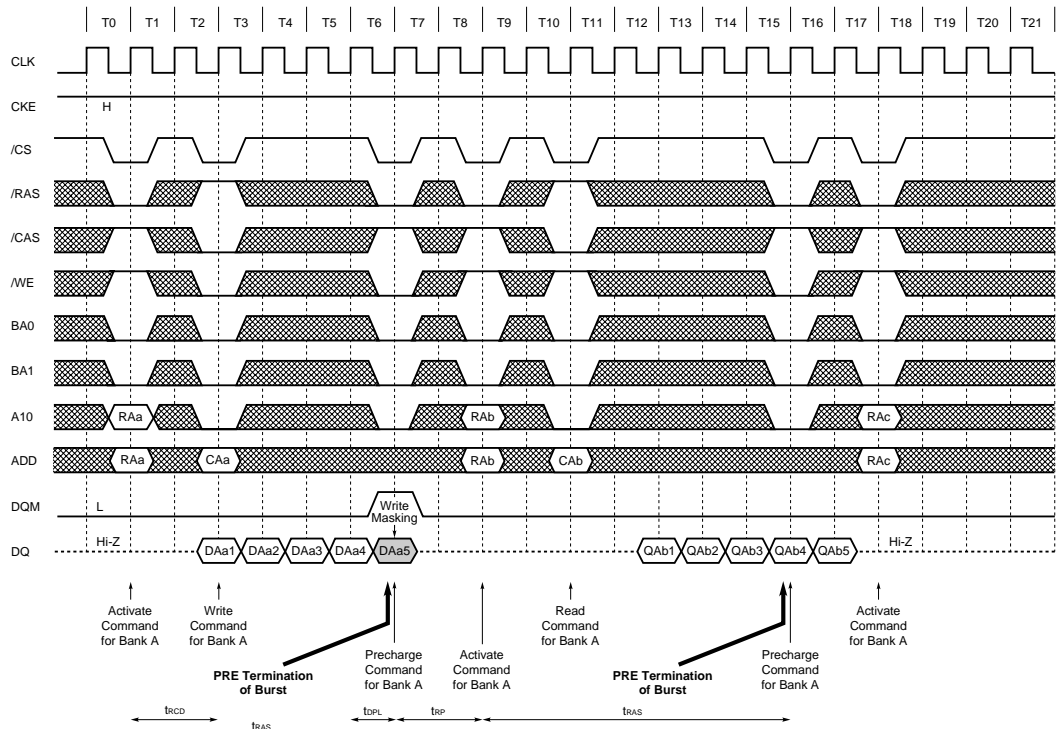 T0 T1 T2 T3 T4 T5 T6 T7 T8 T9 T10 T11 T12 T13 T14 T15 T16 T17 T18 T19 T20 T21
CLK
CKE H
/CS
/RAS
/CAS
/WE
BA0
BA1
A10 RAa RAb RAc
ADD RAa CAa RAb CAb RAc
DQM L Write
Masking
DQ Hi-Z DAa1 DAa2 DAa3 DAa4 DAa5 QAb1 QAb2 QAb3 QAb4 QAb5 Hi-Z
Activate
Command
for Bank A
Write
Command
for Bank A
PRE Termination
of Burst
Precharge
Command
for Bank A
Activate
Command
for Bank A
Read
Command
for Bank A
PRE Termination
of Burst
Precharge
Command
for Bank A
Activate
Command
for Bank A
tRCD tDPL tRP tRAS
tRAS